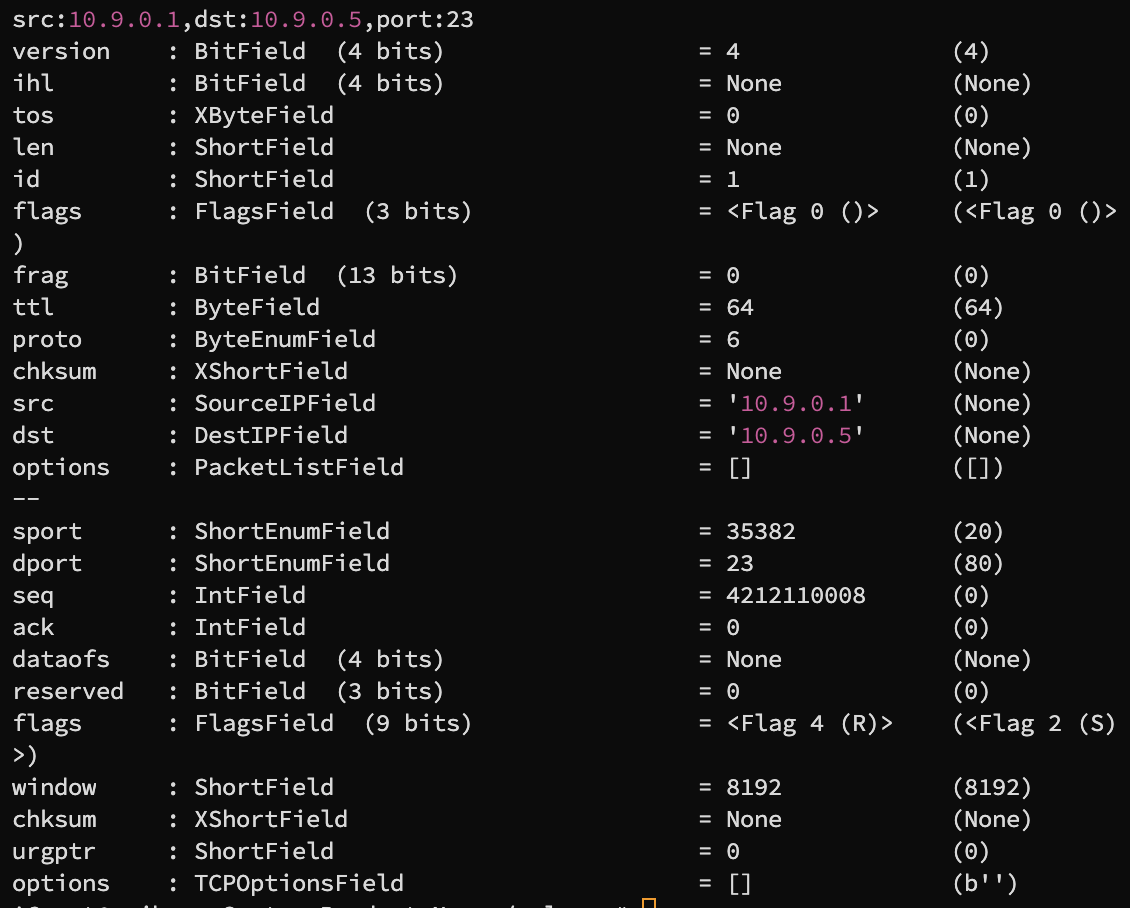 src:10.9.0.1,dst:10.9.0.5,port:23
version    : BitField  (4 bits)                  = 4               (4)
ihl        : BitField  (4 bits)                  = None            (None)
tos        : XByteField                          = 0               (0)
len        : ShortField                          = None            (None)
id         : ShortField                          = 1               (1)
flags      : FlagsField  (3 bits)                = <Flag 0 ()>     (<Flag 0 ()>
)
frag       : BitField  (13 bits)                 = 0               (0)
ttl        : ByteField                           = 64              (64)
proto      : ByteEnumField                       = 6               (0)
chksum     : XShortField                         = None            (None)
src        : SourceIPField                       = '10.9.0.1'      (None)
dst        : DestIPField                         = '10.9.0.5'      (None)
options    : PacketListField                     = []              ([])
--
sport      : ShortEnumField                      = 35382           (20)
dport      : ShortEnumField                      = 23              (80)
seq        : IntField                            = 4212110008      (0)
ack        : IntField                            = 0               (0)
dataofs    : BitField  (4 bits)                  = None            (None)
reserved   : BitField  (3 bits)                  = 0               (0)
flags      : FlagsField  (9 bits)                = <Flag 4 (R)>    (<Flag 2 (S)
>)
window     : ShortField                          = 8192            (8192)
chksum     : XShortField                         = None            (None)
urgptr     : ShortField                          = 0               (0)
options    : TCPOptionsField                     = []              (b'')